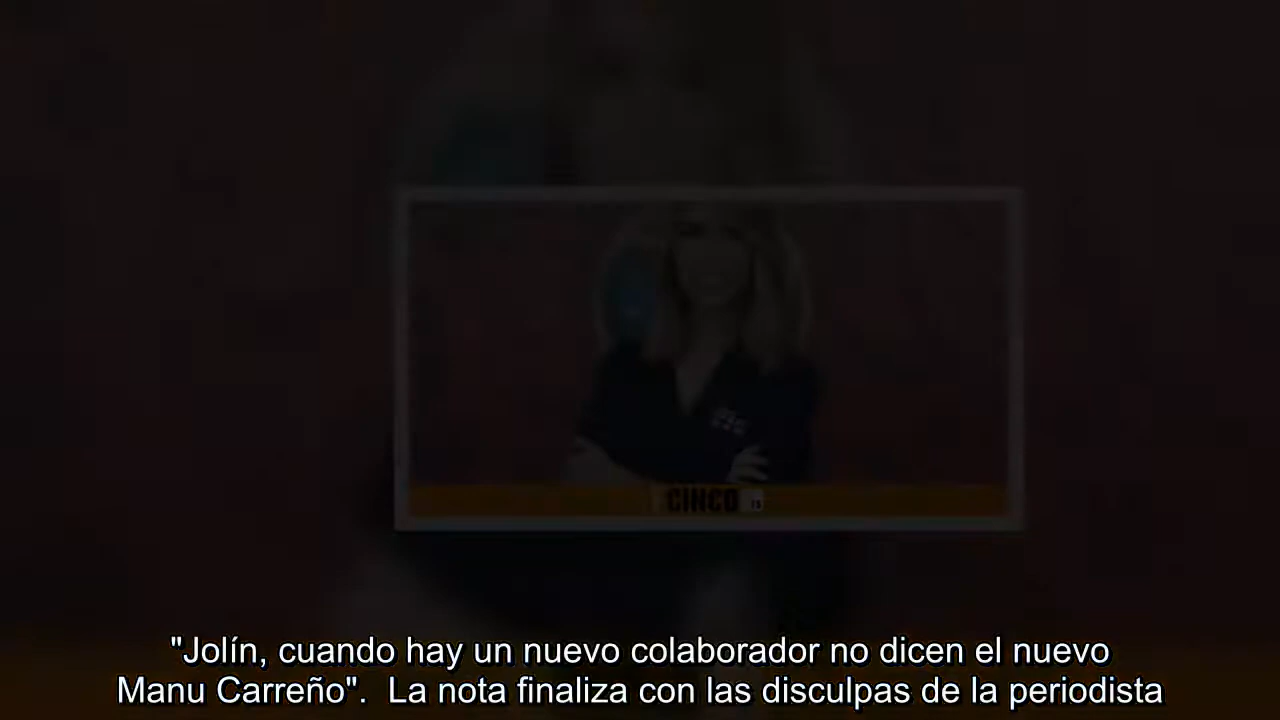 CINCO
"Jolín, cuando hay un nuevo colaborador no dicen el nuevo
Manu Carreño".  La nota finaliza con las disculpas de la periodista